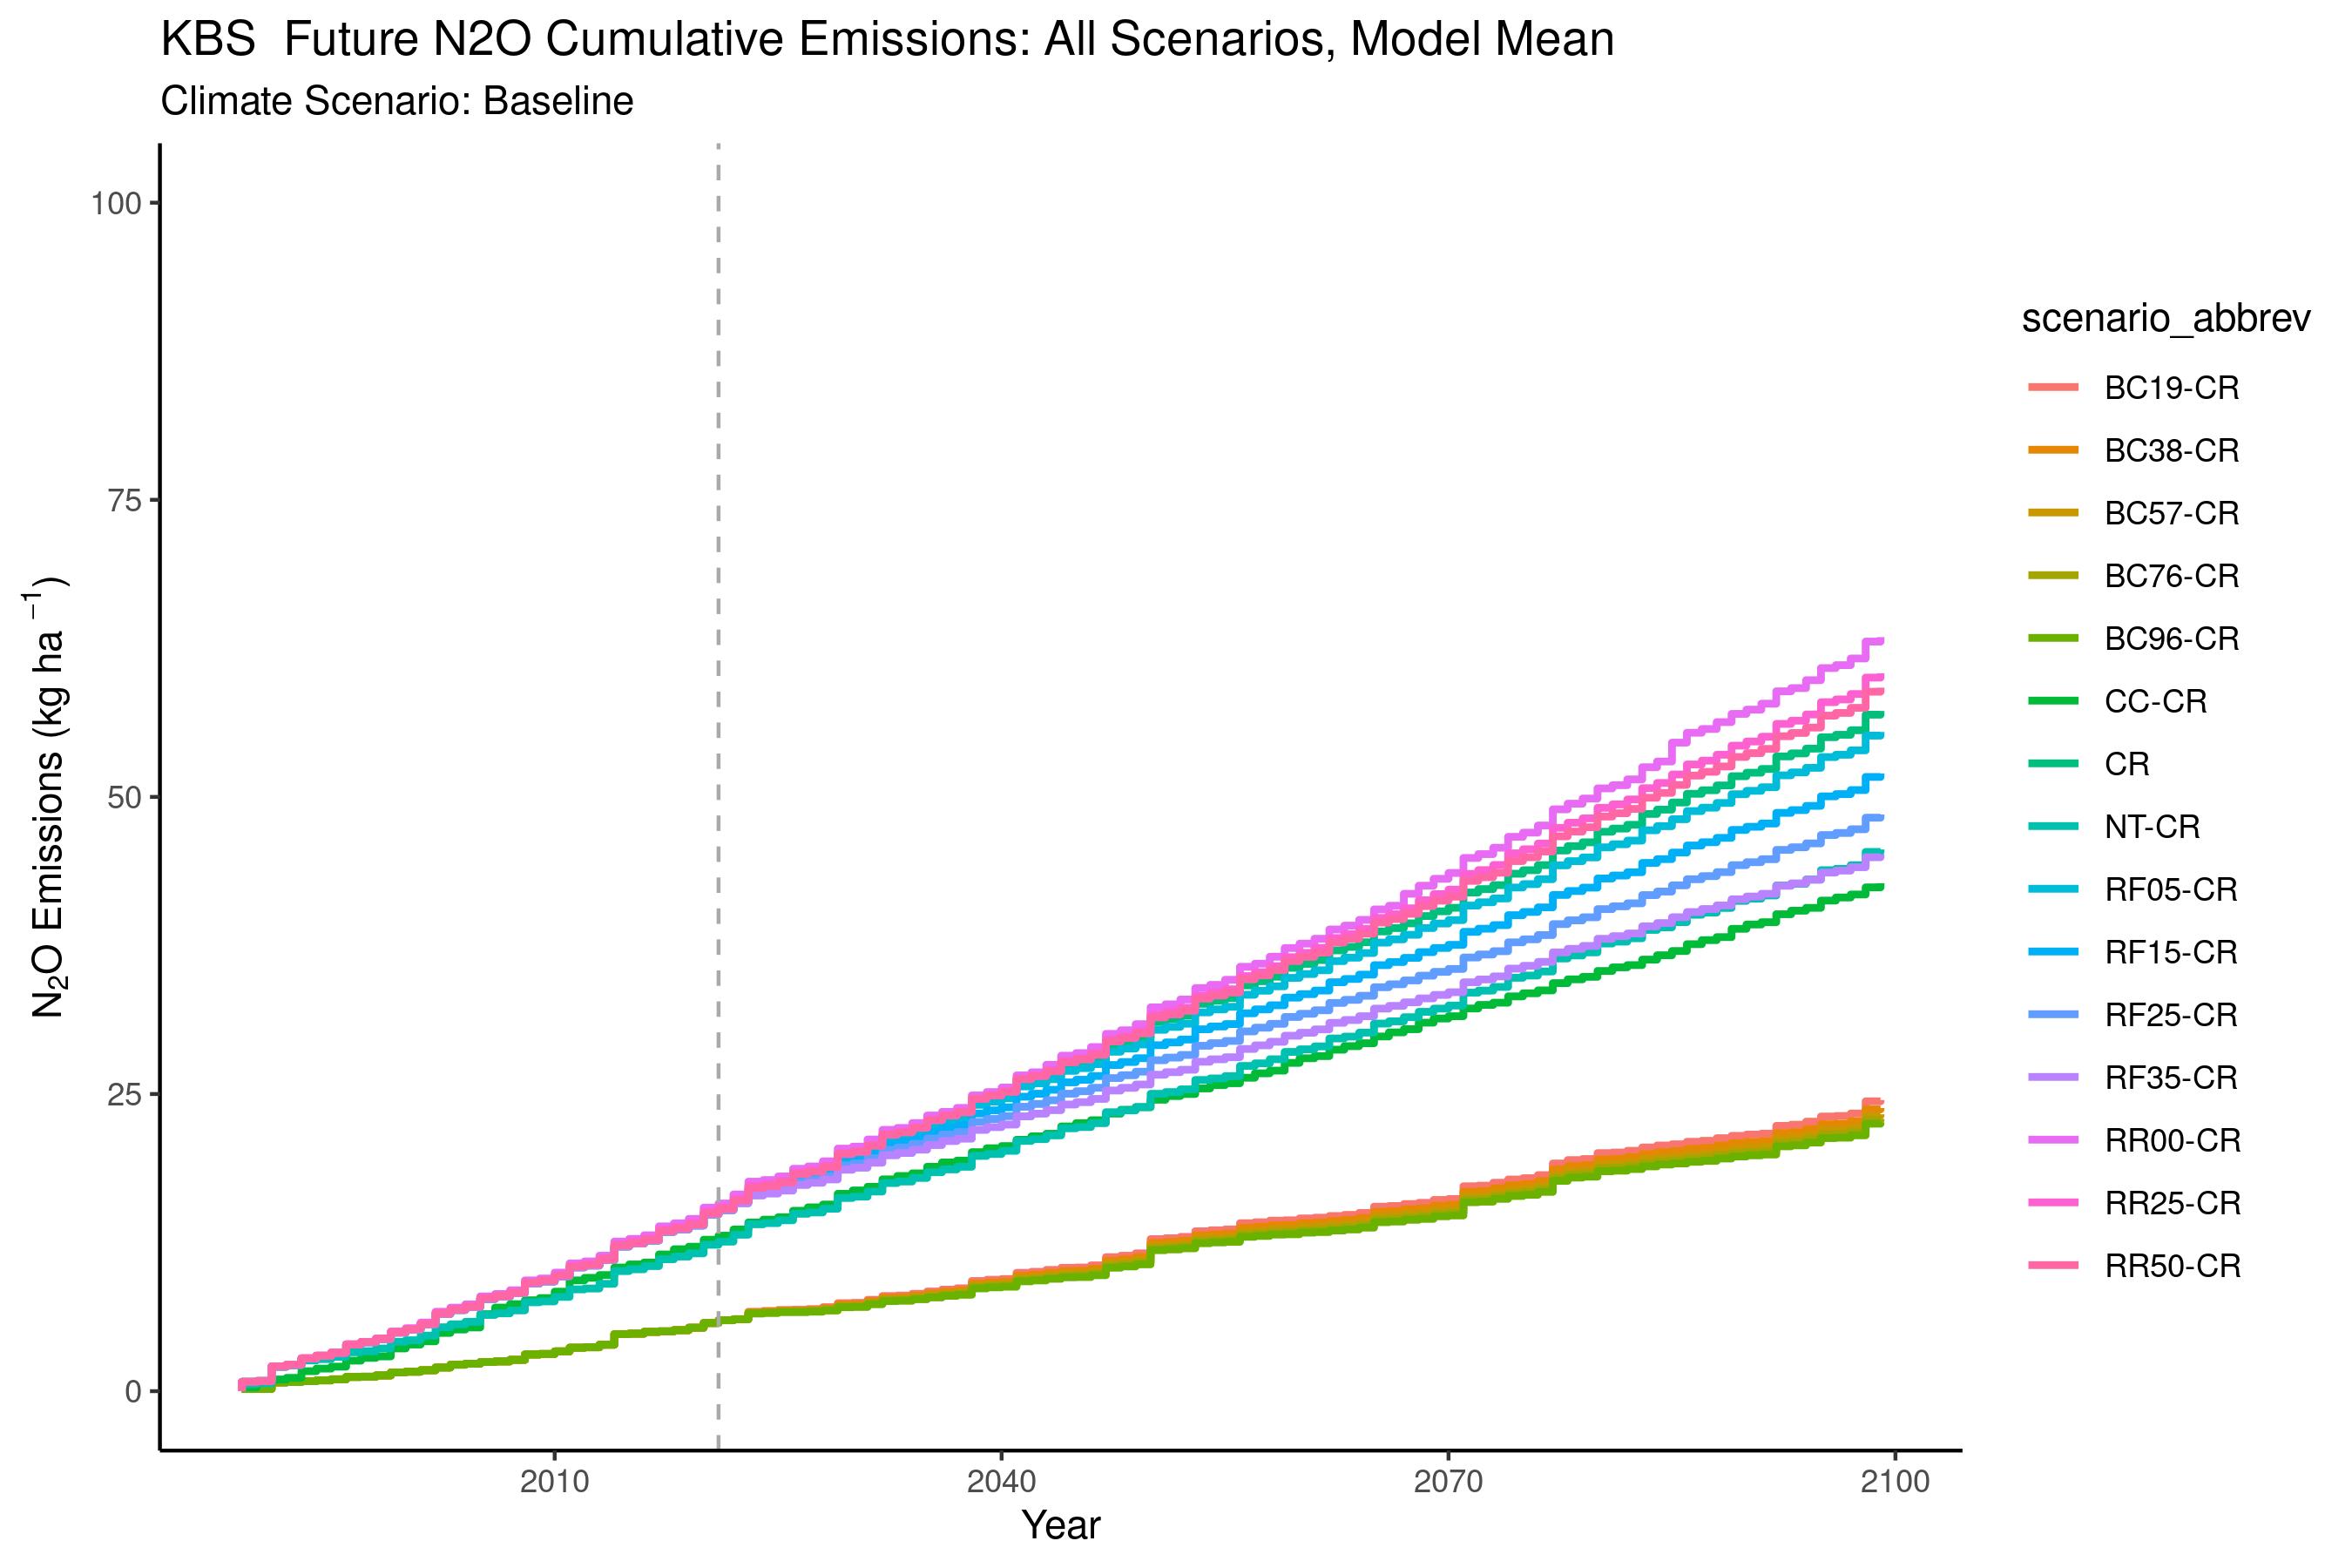 KBS  Future N2O Cumulative Emissions: All Scenarios, Model Mean
Climate Scenario: Baseline
N₂O Emissions (kg ha ⁻¹)
100
75
50
25
0
2010
2040
2070
2100
Year
scenario_abbrev
BC19-CR
BC38-CR
BC57-CR
BC76-CR
BC96-CR
CC-CR
CR
NT-CR
RF05-CR
RF15-CR
RF25-CR
RF35-CR
RR00-CR
RR25-CR
RR50-CR